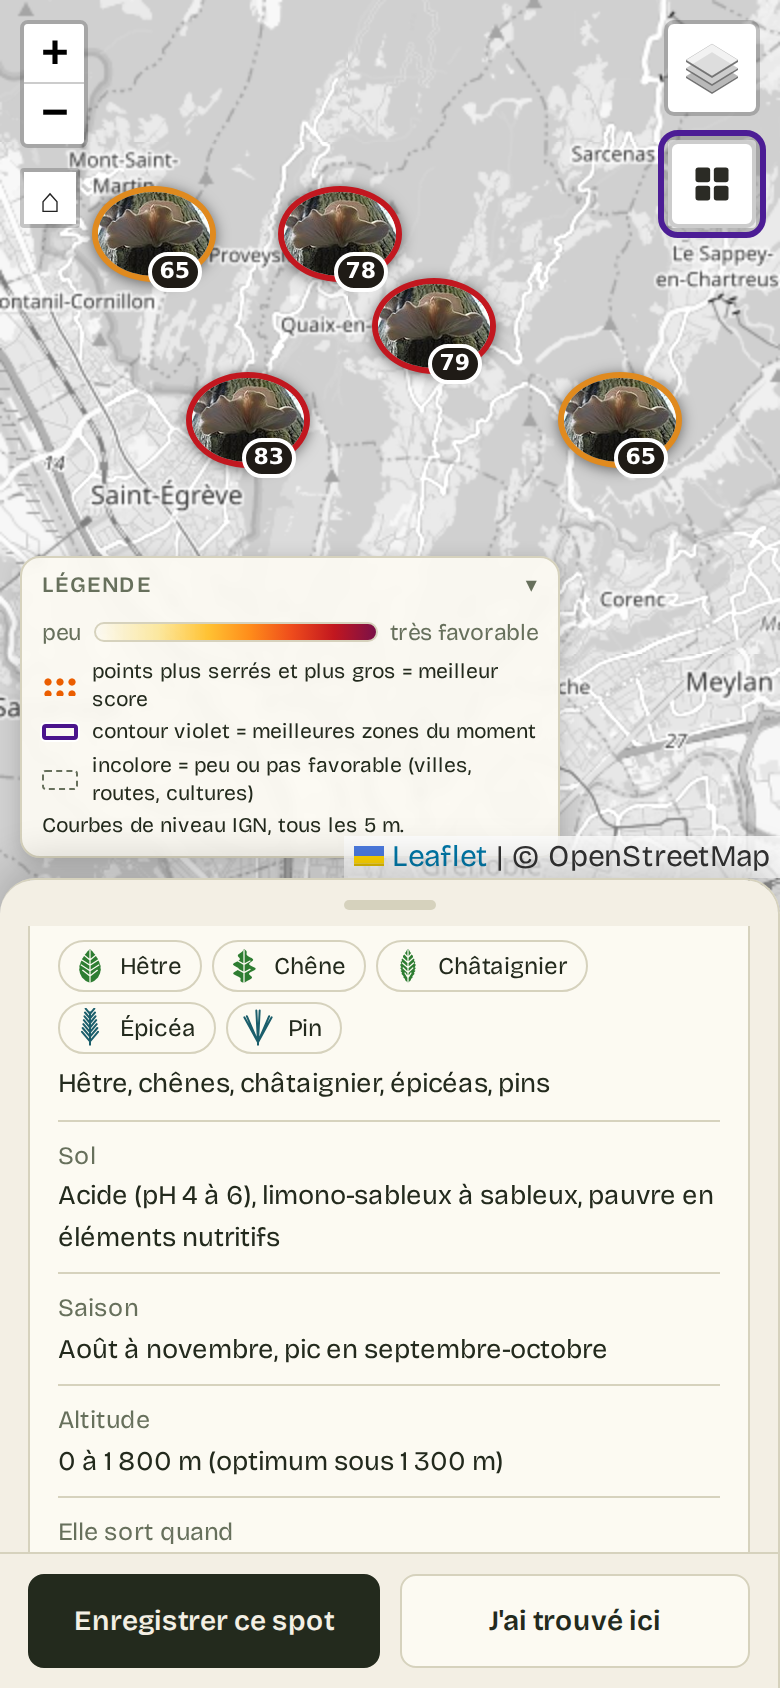 +
−
Mont-Saint-
Martin
Sarcenas
65
Proveysi
78
Le Sappey-
en-Chartreus
ontanil-Cornillon
Quaix-en-
79
83
65
14
Saint-Égrève
LÉGENDE
peu
très favorable
points plus serrés et plus gros = meilleur
score
contour violet = meilleures zones du moment
incolore = peu ou pas favorable (villes,
routes, cultures)
Courbes de niveau IGN, tous les 5 m.
Corenc
Meylan
che
Sa
27
Leaflet | © OpenStreetMap
Hêtre
Chêne
Châtaignier
Épicéa
Pin
Hêtre, chênes, châtaignier, épicéas, pins
Sol
Acide (pH 4 à 6), limono-sableux à sableux, pauvre en
éléments nutritifs
Saison
Août à novembre, pic en septembre-octobre
Altitude
0 à 1 800 m (optimum sous 1 300 m)
Elle sort quand
Enregistrer ce spot
J'ai trouvé ici